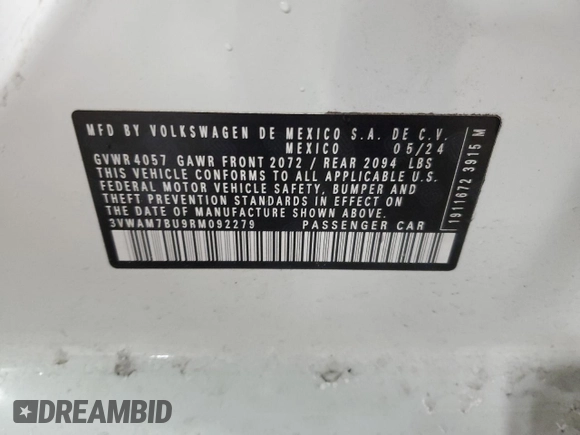 MFD BY VOLKSWAGEN DE MEXICO S.A. DE C.V.
MEXICO 05/24
GVWR 4057 GAWR FRONT 2072 / REAR 2094 LBS
THIS VEHICLE CONFORMS TO ALL APPLICABLE U.S.
FEDERAL MOTOR VEHICLE SAFETY, BUMPER AND
THEFT PREVENTION STANDARDS IN EFFECT ON THE
DATE OF MANUFACTURE SHOWN ABOVE.
3VWAM7BU9RM092279 PASSENGER CAR
1911672 3915 M
DREAMBID